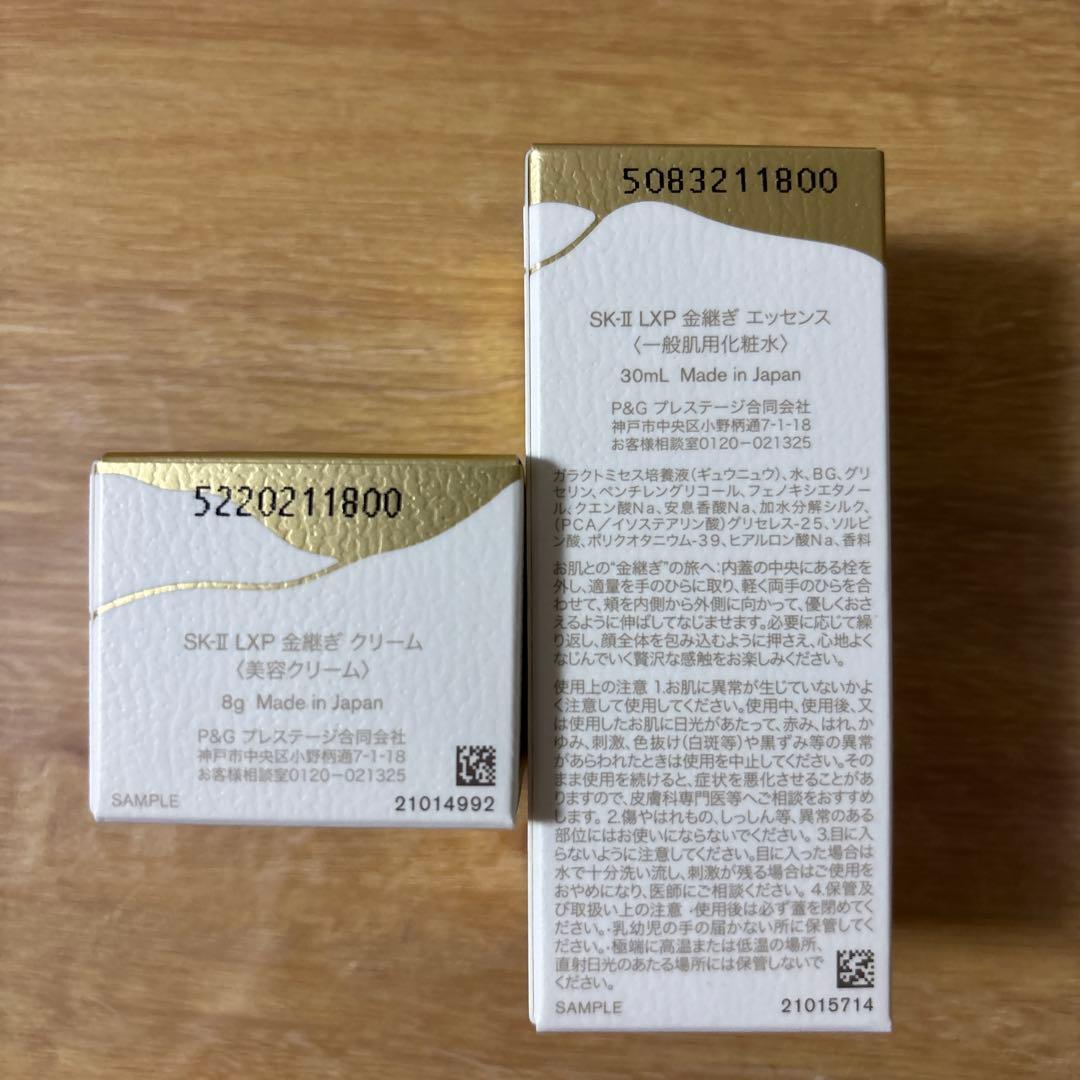 5220211800
SK-Ⅱ LXP 金継ぎ クリーム
〈美容クリーム〉
8g Made in Japan
P&G プレステージ合同会社
神戸市中央区小野柄通7-1-18
お客様相談室0120-021325
SAMPLE
21014992
5083211800
SK-Ⅱ LXP 金継ぎ エッセンス
〈一般肌用化粧水〉
30mL Made in Japan
P&G プレステージ合同会社
神戸市中央区小野柄通7-1-18
お客様相談室0120-021325
ガラクトミセス培養液(ギュウニュウ)、水、BG、グリ
セリン、ペンチレングリコール、フェノキシエタノー
ル、クエン酸Na、安息香酸Na、加水分解シルク、
(PCA/イソステアリン酸)グリセレス-25、ソルビ
ン酸、ポリクオタニウム-39、ヒアルロン酸Na、香料
お肌との“金継ぎ”の旅へ:内蓋の中央にある栓を
外し、適量を手のひらに取り、軽く両手のひらを合
わせて、頬を内側から外側に向かって、優しくおさ
えるように伸ばしてなじませます。必要に応じて繰
り返し、顔全体を包み込むように押さえ、心地よく
なじんでいく贅沢な感触をお楽しみください。
使用上の注意 1.お肌に異常が生じていないかよ
く注意して使用してください。使用中、使用後、又
は使用したお肌に日光があたって、赤み、はれ、か
ゆみ、刺激、色抜け(白斑等)や黒ずみ等の異常
があらわれたときは使用を中止してください。その
まま使用を続けると、症状を悪化させることがあ
りますので、皮膚科専門医等へご相談をおすすめ
します。 2.傷やはれもの、しっしん等、異常のある
部位にはお使いにならないでください。 3.目に入
らないように注意してください。目に入った場合は
水で十分洗い流し、刺激が残る場合はご使用を
おやめになり、医師にご相談ください。 4.保管及
び取扱い上の注意 ・使用後は必ず蓋を閉めてく
ださい。・乳幼児の手の届かない所に保管してく
ださい。・極端に高温または低温の場所、
直射日光のあたる場所には保管しないで
ください。
SAMPLE
21015714